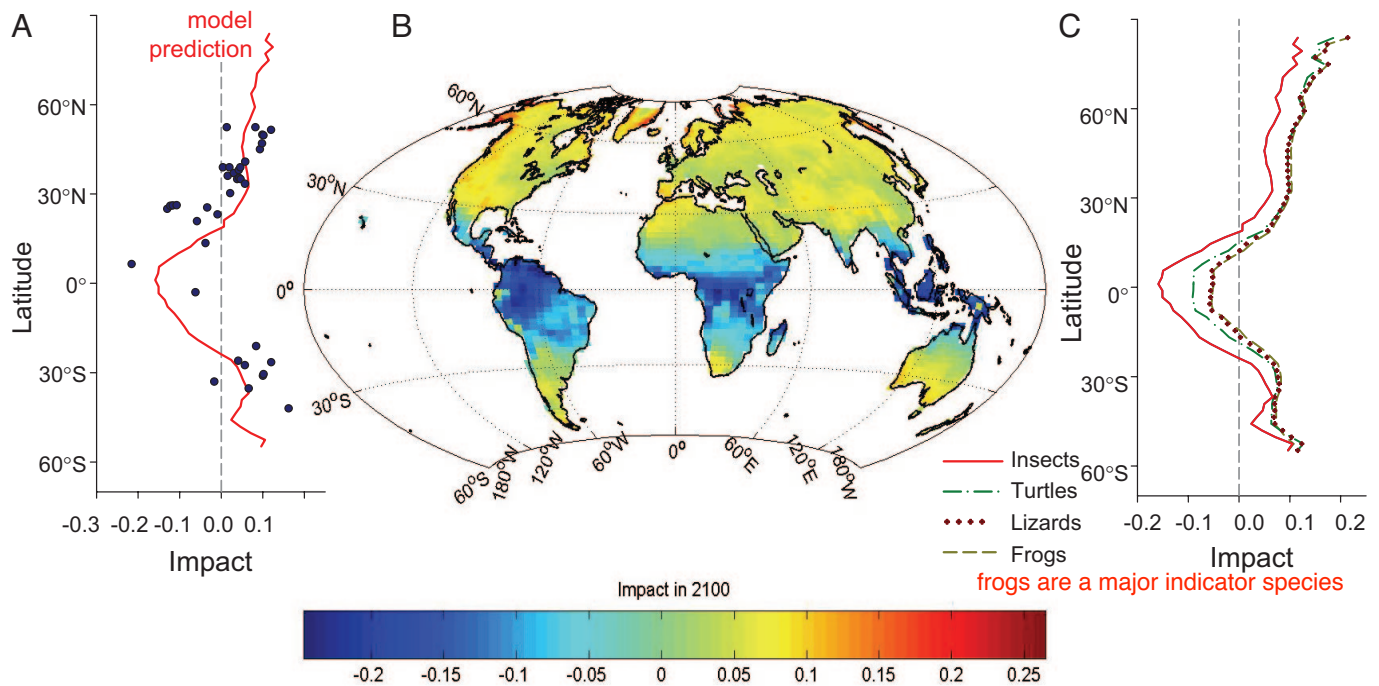 A
model
prediction
60°N
30°N
0°
30°S
60°S
Latitude
-0.3 -0.2 -0.1 0.0 0.1
Impact
B
60°N
30°N
0°
30°S
60°S
180°W
120°W
60°W
0°
60°E
120°E
180°W
C
60°N
30°N
0°
30°S
60°S
Latitude
-0.2 -0.1 0.0 0.1 0.2
Impact
Insects
Turtles
Lizards
Frogs
frogs are a major indicator species
Impact in 2100
-0.2 -0.15 -0.1 -0.05 0 0.05 0.1 0.15 0.2 0.25